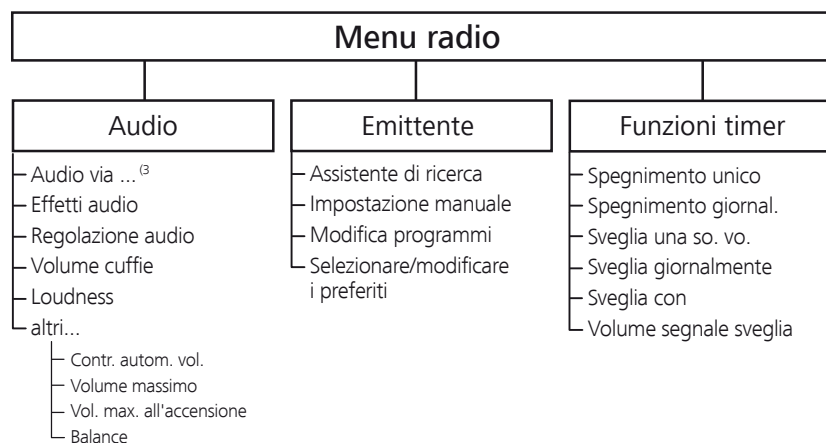 Menu radio
Audio
Audio via ... (3
Effetti audio
Regolazione audio
Volume cuffie
Loudness
altri...
Contr. autom. vol.
Volume massimo
Vol. max. all'accensione
Balance
Emittente
Assistente di ricerca
Impostazione manuale
Modifica programmi
Selezionare/modificare
i preferiti
Funzioni timer
Spegnimento unico
Spegnimento giornal.
Sveglia una so. vo.
Sveglia giornalmente
Sveglia con
Volume segnale sveglia